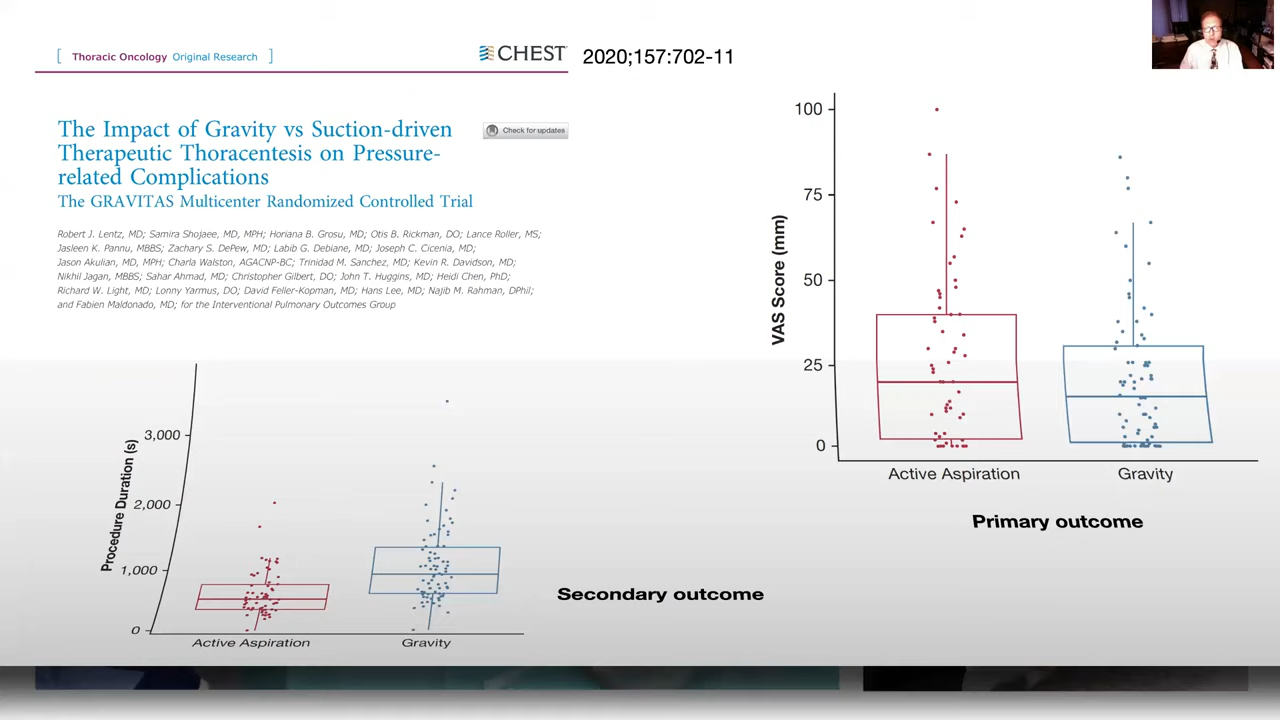 [ Thoracic Oncology Original Research ]
CHEST 2020;157:702-11
The Impact of Gravity vs Suction-driven
Therapeutic Thoracentesis on Pressure-
related Complications
Check for updates
The GRAVITAS Multicenter Randomized Controlled Trial
Robert J. Lentz, MD; Samira Shojaee, MD, MPH; Horiana B. Grosu, MD; Otis B. Rickman, DO; Lance Roller, MS;
Jasleen K. Pannu, MBBS; Zachary S. DePew, MD; Labib G. Debiane, MD; Joseph C. Cicenia, MD;
Jason Akulian, MD, MPH; Charla Walston, AGACNP-BC; Trinidad M. Sanchez, MD; Kevin R. Davidson, MD;
Nikhil Jagan, MBBS; Sahar Ahmad, MD; Christopher Gilbert, DO; John T. Huggins, MD; Heidi Chen, PhD;
Richard W. Light, MD; Lonny Yarmus, DO; David Feller-Kopman, MD; Hans Lee, MD; Najib M. Rahman, DPhil;
and Fabien Maldonado, MD; for the Interventional Pulmonary Outcomes Group
VAS Score (mm)
100
75
50
25
0
Active Aspiration
Gravity
Primary outcome
Procedure Duration (s)
3,000
2,000
1,000
0
Active Aspiration
Gravity
Secondary outcome